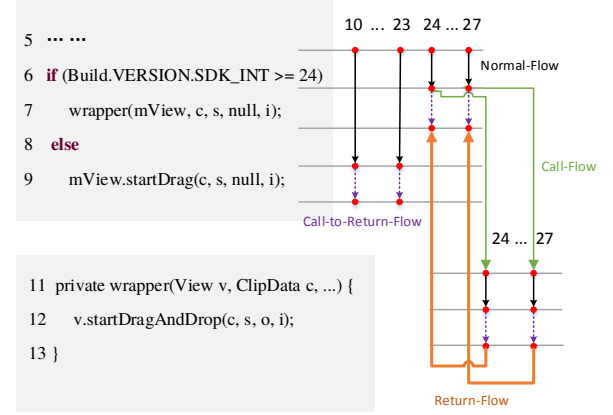 10 ... 23 24 ... 27
5 ... ...
Normal-Flow
6 if (Build.VERSION.SDK_INT >= 24)
7 wrapper(mView, c, s, null, i);
8 else
9 mView.startDrag(c, s, null, i);
Call-Flow
Call-to-Return-Flow
24 ... 27
11 private wrapper(View v, ClipData c, ...) {
12 v.startDragAndDrop(c, s, o, i);
13 }
Return-Flow